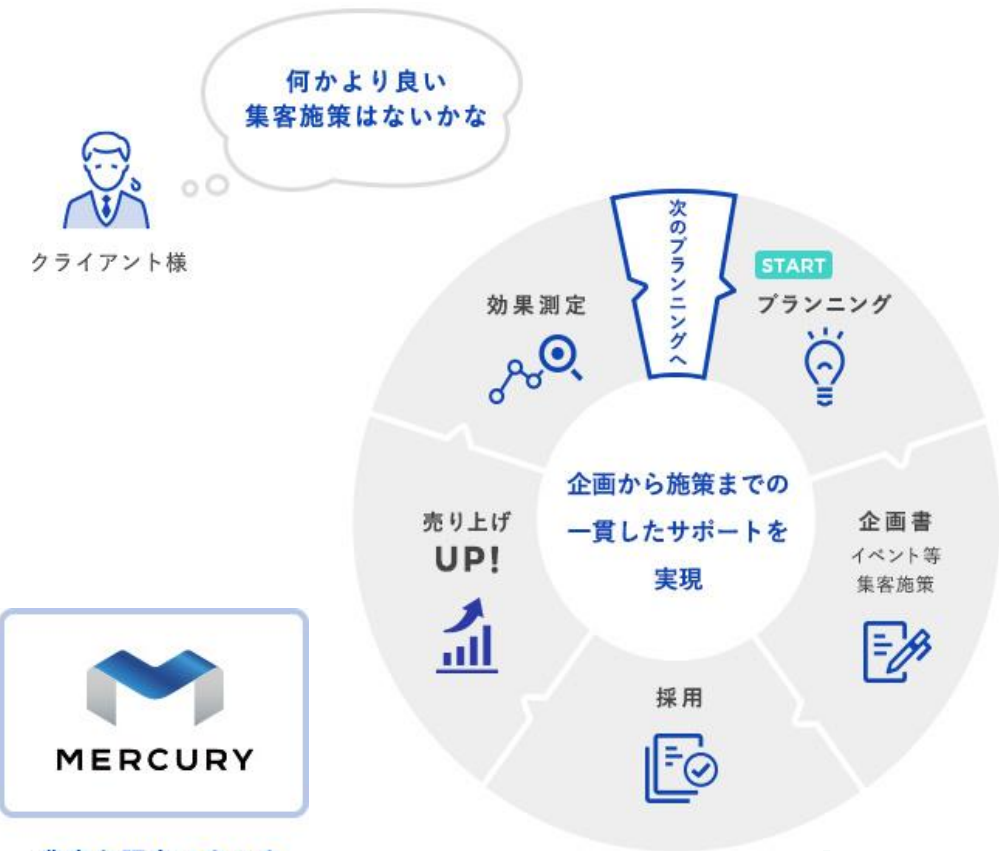 何かより良い
集客施策はないかな
クライアント様
次のプランニングへ
START
プランニング
効果測定
企画から施策までの
一貫したサポートを
実現
売り上げ
UP!
企画書
イベント等
集客施策
採用
MERCURY